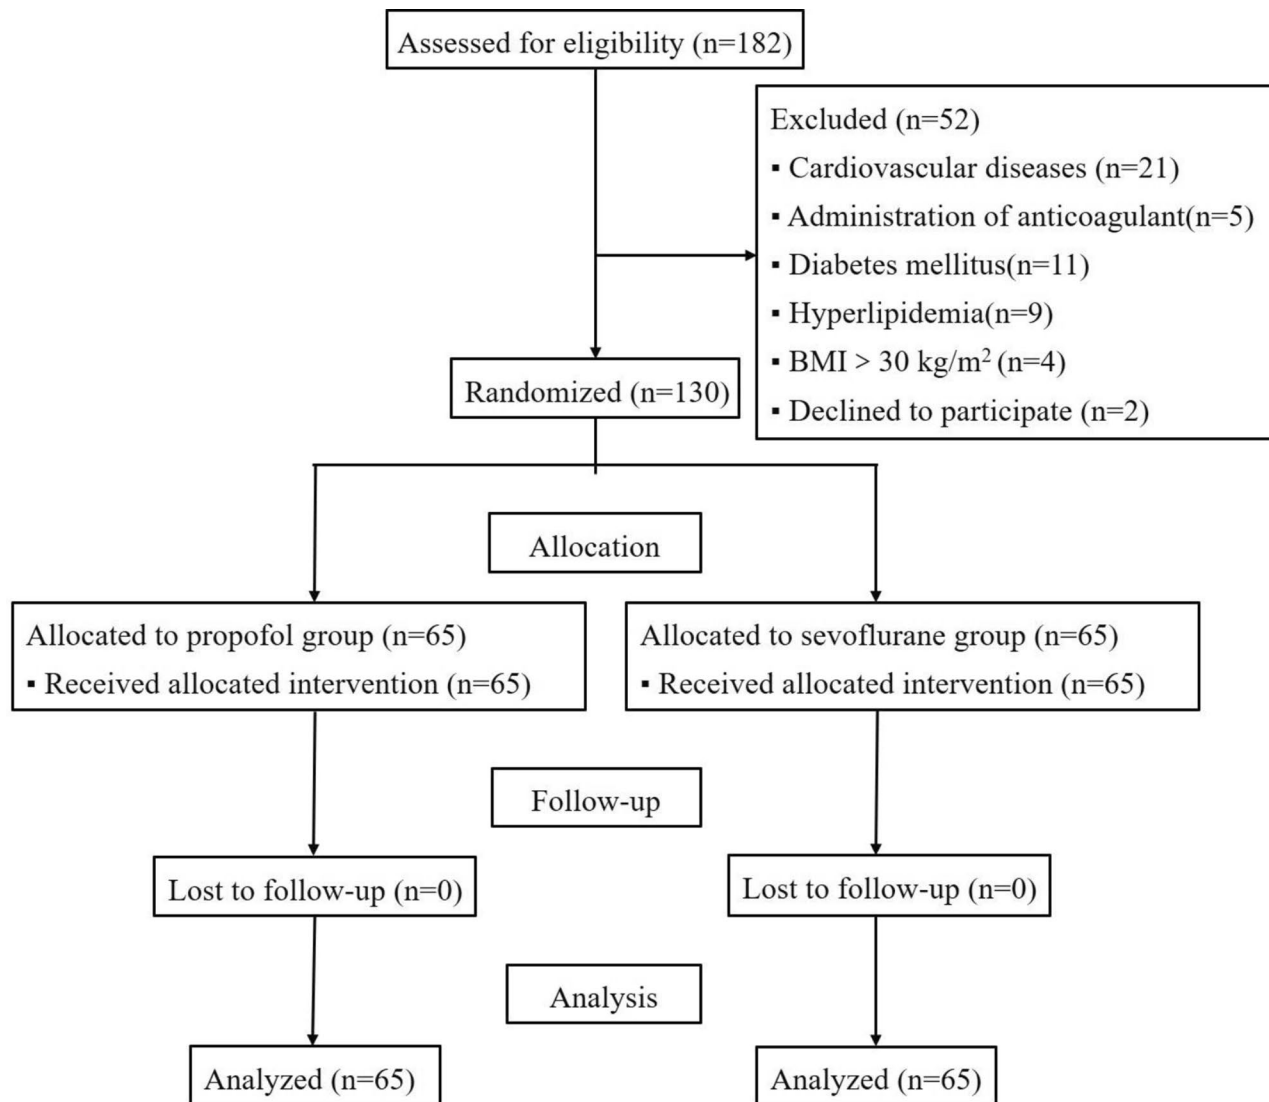 Assessed for eligibility (n=182)
Excluded (n=52)
▪ Cardiovascular diseases (n=21)
▪ Administration of anticoagulant(n=5)
▪ Diabetes mellitus(n=11)
▪ Hyperlipidemia(n=9)
▪ BMI > 30 kg/m² (n=4)
▪ Declined to participate (n=2)
Randomized (n=130)
Allocation
Allocated to propofol group (n=65)
▪ Received allocated intervention (n=65)
Allocated to sevoflurane group (n=65)
▪ Received allocated intervention (n=65)
Follow-up
Lost to follow-up (n=0)
Lost to follow-up (n=0)
Analysis
Analyzed (n=65)
Analyzed (n=65)